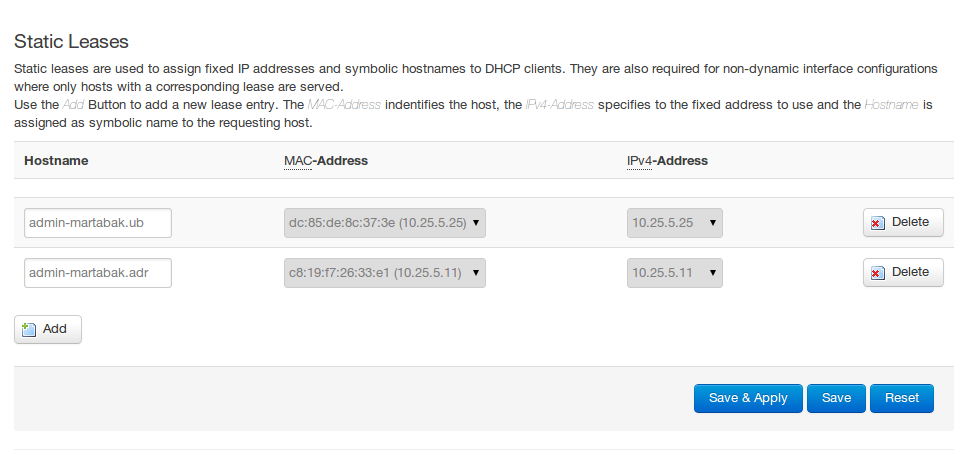 Static Leases
Static leases are used to assign fixed IP addresses and symbolic hostnames to DHCP clients. They are also required for non-dynamic interface configurations
where only hosts with a corresponding lease are served.
Use the Add Button to add a new lease entry. The MAC-Address indentifies the host, the IPv4-Address specifies to the fixed address to use and the Hostname is
assigned as symbolic name to the requesting host.
Hostname MAC-Address IPv4-Address
admin-martabak.ub dc:85:de:8c:37:3e (10.25.5.25) 10.25.5.25 Delete
admin-martabak.adr c8:19:f7:26:33:e1 (10.25.5.11) 10.25.5.11 Delete
Add
Save & Apply Save Reset